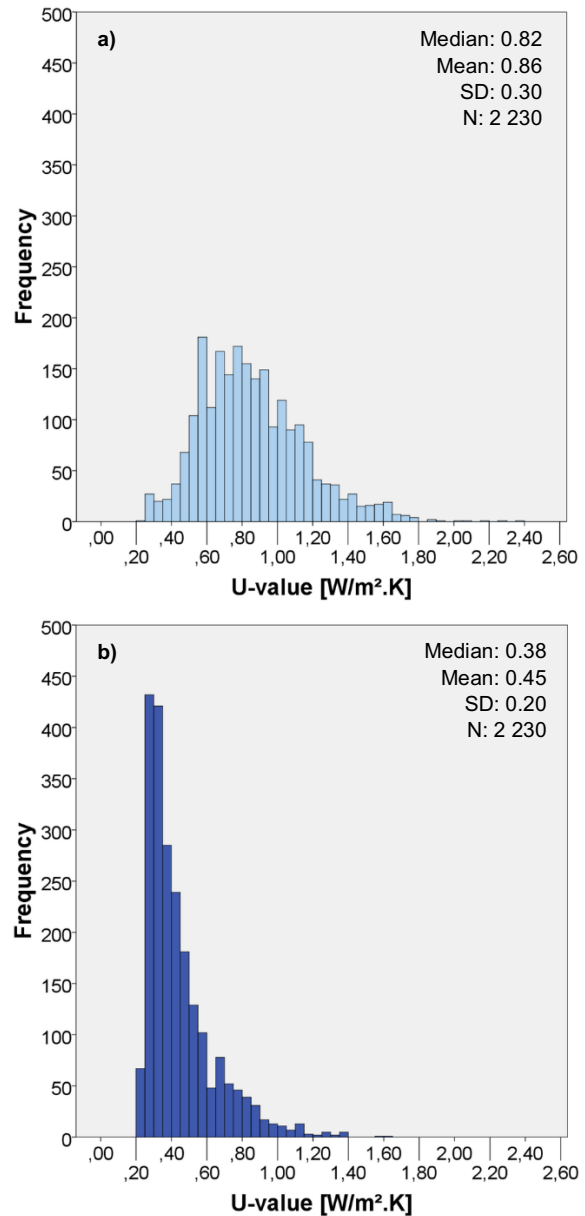 a)
Median: 0.82
Mean: 0.86
SD: 0.30
N: 2 230
500
450
400
350
300
250
200
150
100
50
0
Frequency
,00 ,40 ,80 1,20 1,60 2,00 2,40
,20 ,60 1,00 1,40 1,80 2,20 2,60
U-value [W/m².K]
b)
Median: 0.38
Mean: 0.45
SD: 0.20
N: 2 230
500
450
400
350
300
250
200
150
100
50
0
Frequency
,00 ,40 ,80 1,20 1,60 2,00 2,40
,20 ,60 1,00 1,40 1,80 2,20 2,60
U-value [W/m².K]